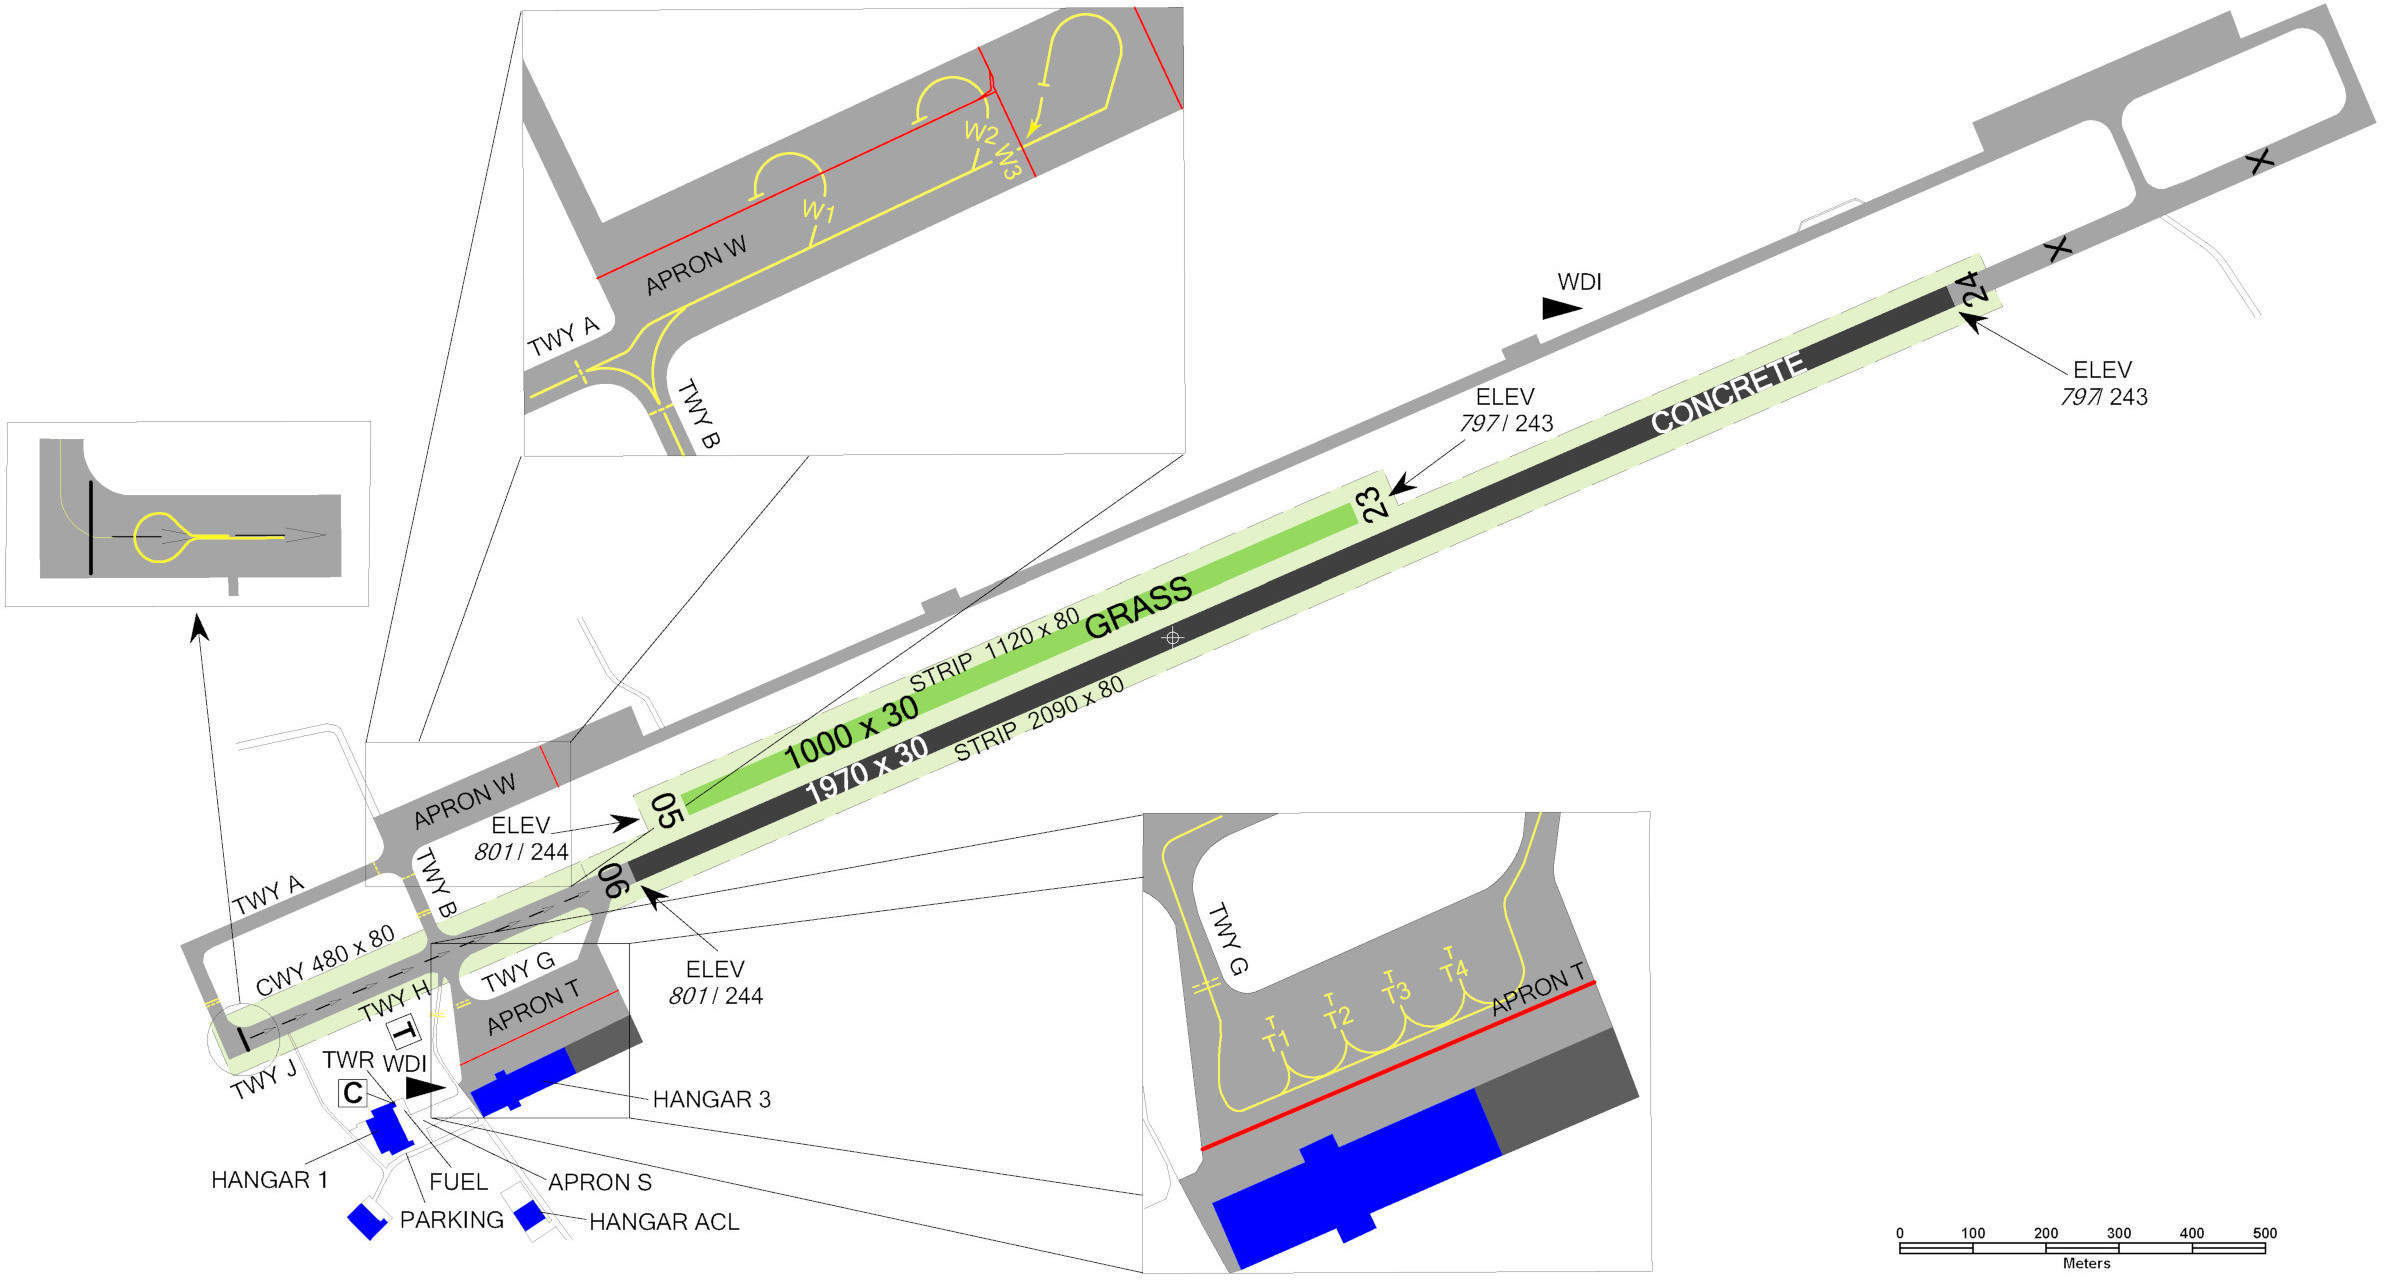 W2
W3
W1
APRON W
TWY A
TWY B
X
24
WDI
X
ELEV
797/ 243
CONCRETE
ELEV
797/ 243
23
GRASS
STRIP 1120 x 80
1000 x 30
STRIP 2090 x 80
1970 x 30
APRON W
05
ELEV
801/ 244
06
TWY B
TWY A
CWY 480 x 80
TWY G
ELEV
801/ 244
TWY H
APRON T
T
TWY J
TWR
WDI
C
HANGAR 3
HANGAR 1
FUEL
APRON S
PARKING
HANGAR ACL
TWY G
T
T4
T
T3
T
T2
T
T1
APRON T
0 100 200 300 400 500
Meters